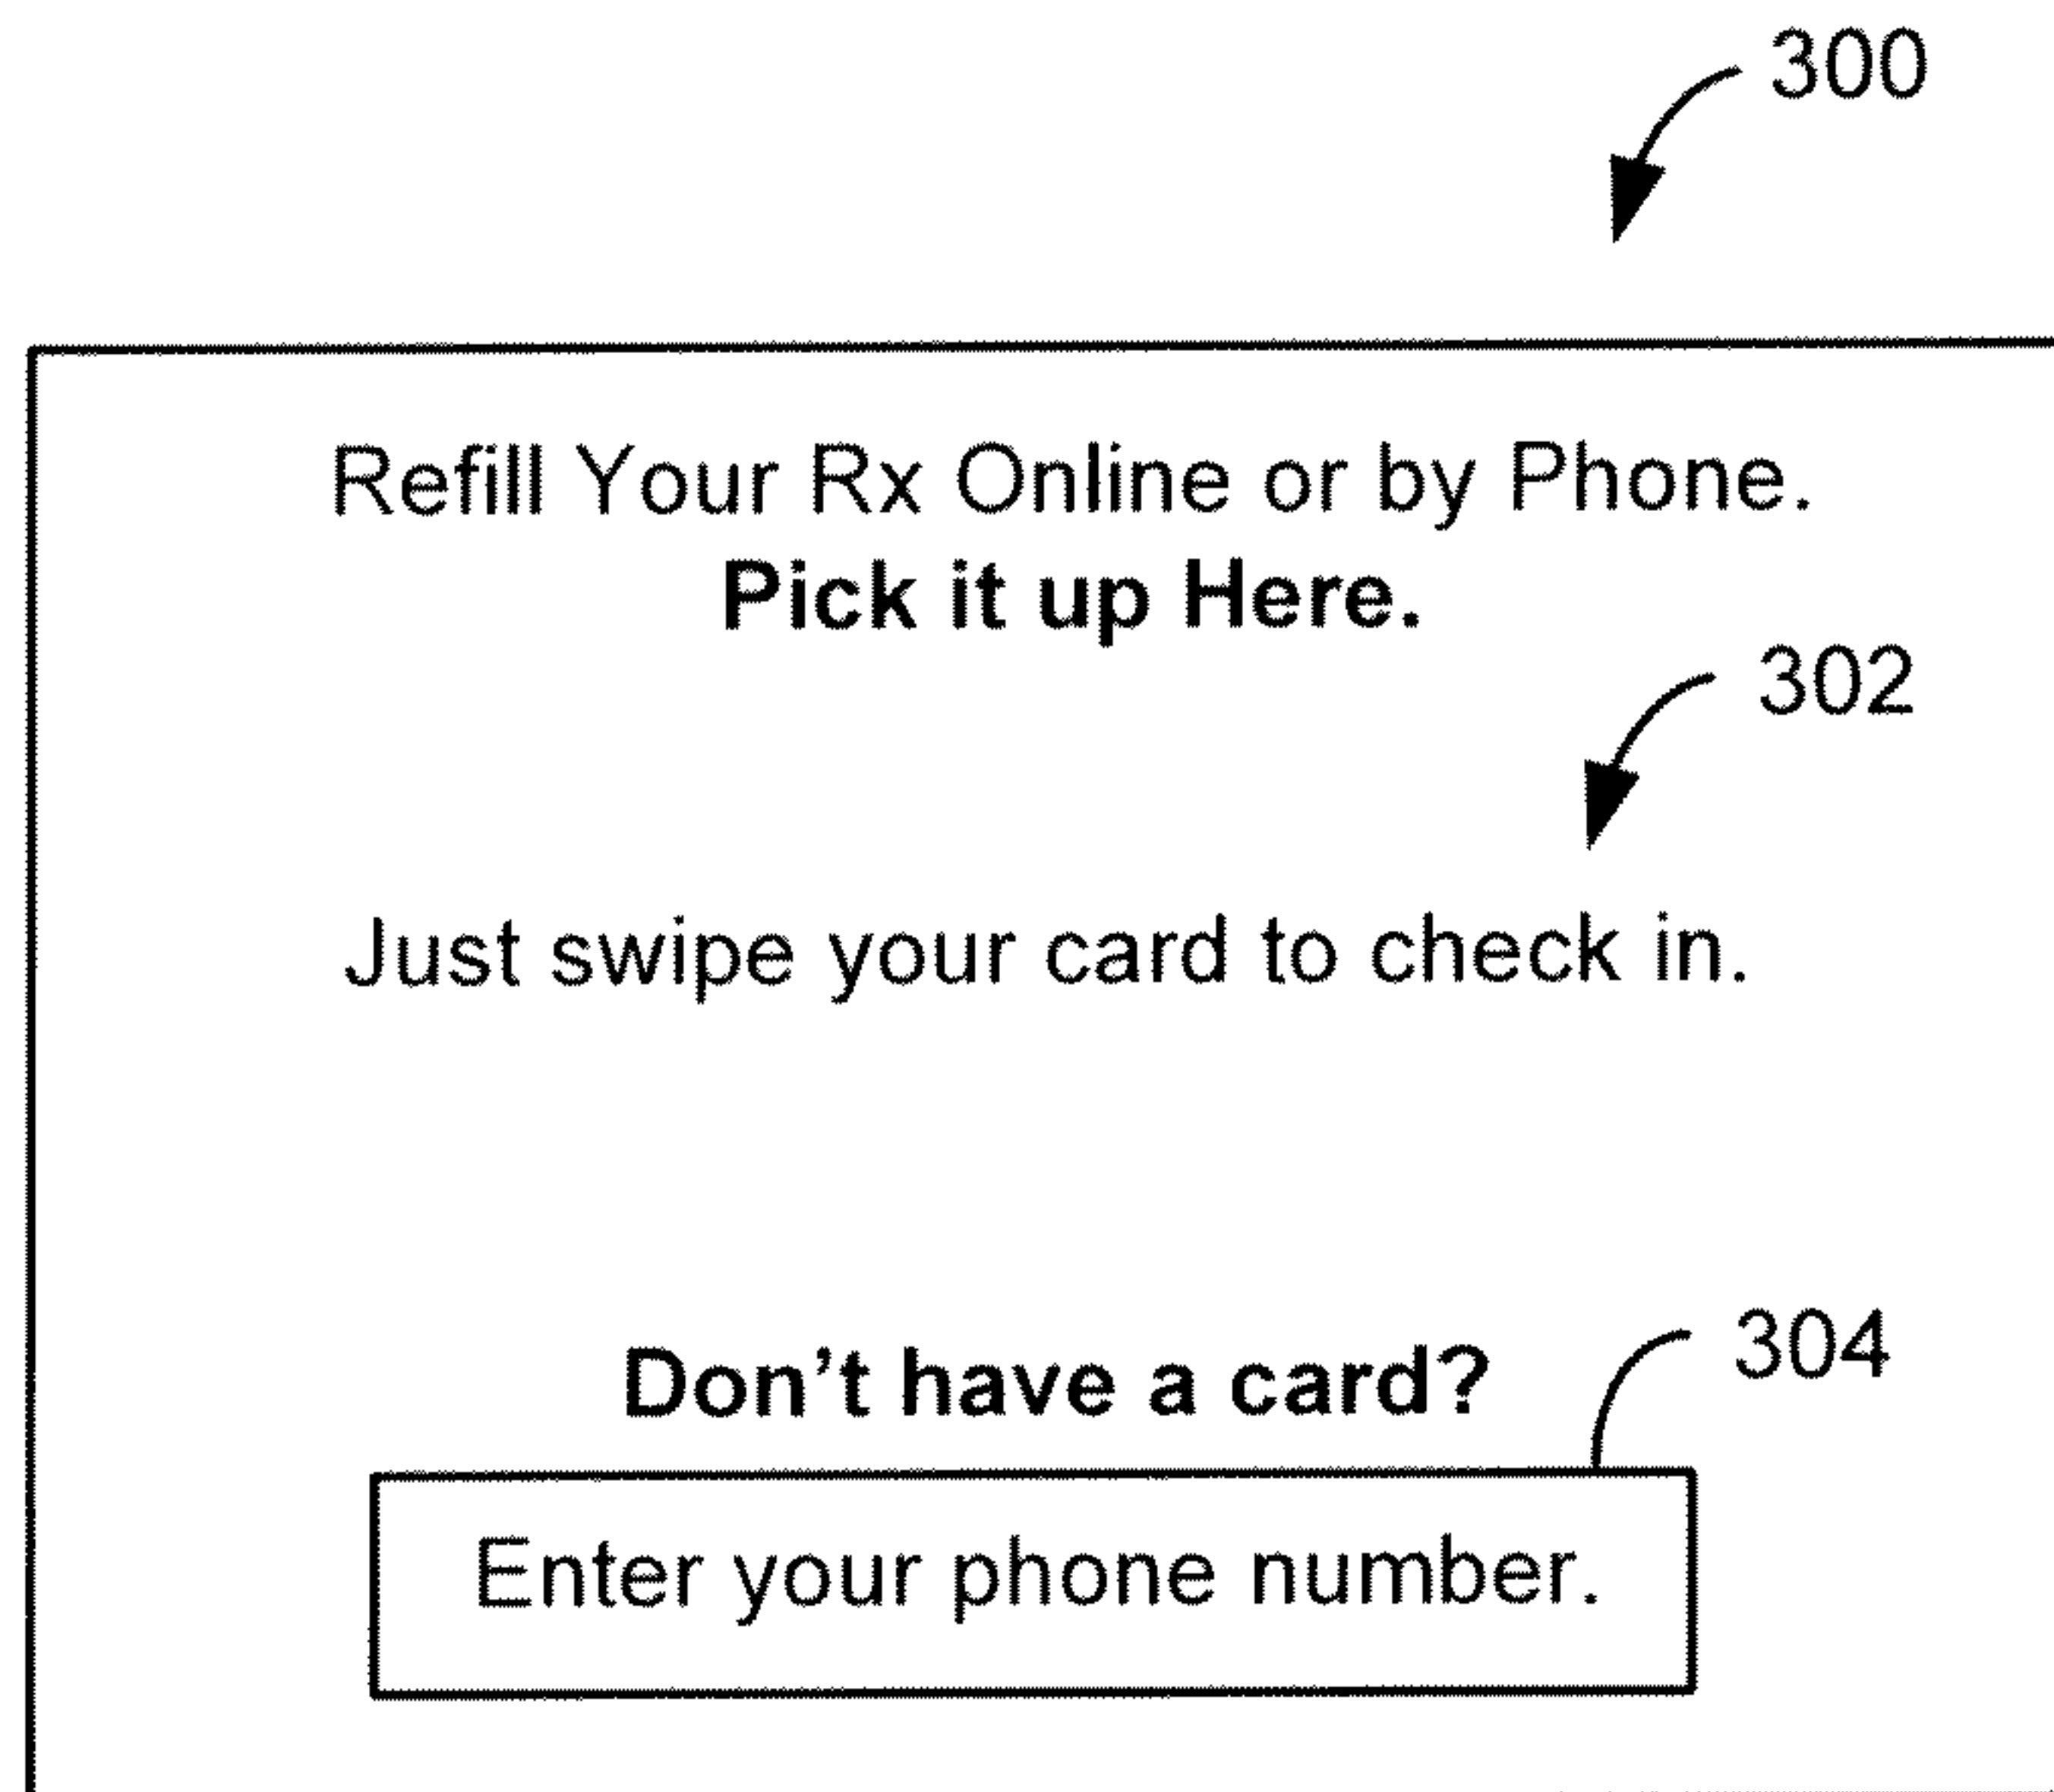 300
Refill Your Rx Online or by Phone.
Pick it up Here.
302
Just swipe your card to check in.
304
Don't have a card?
Enter your phone number.